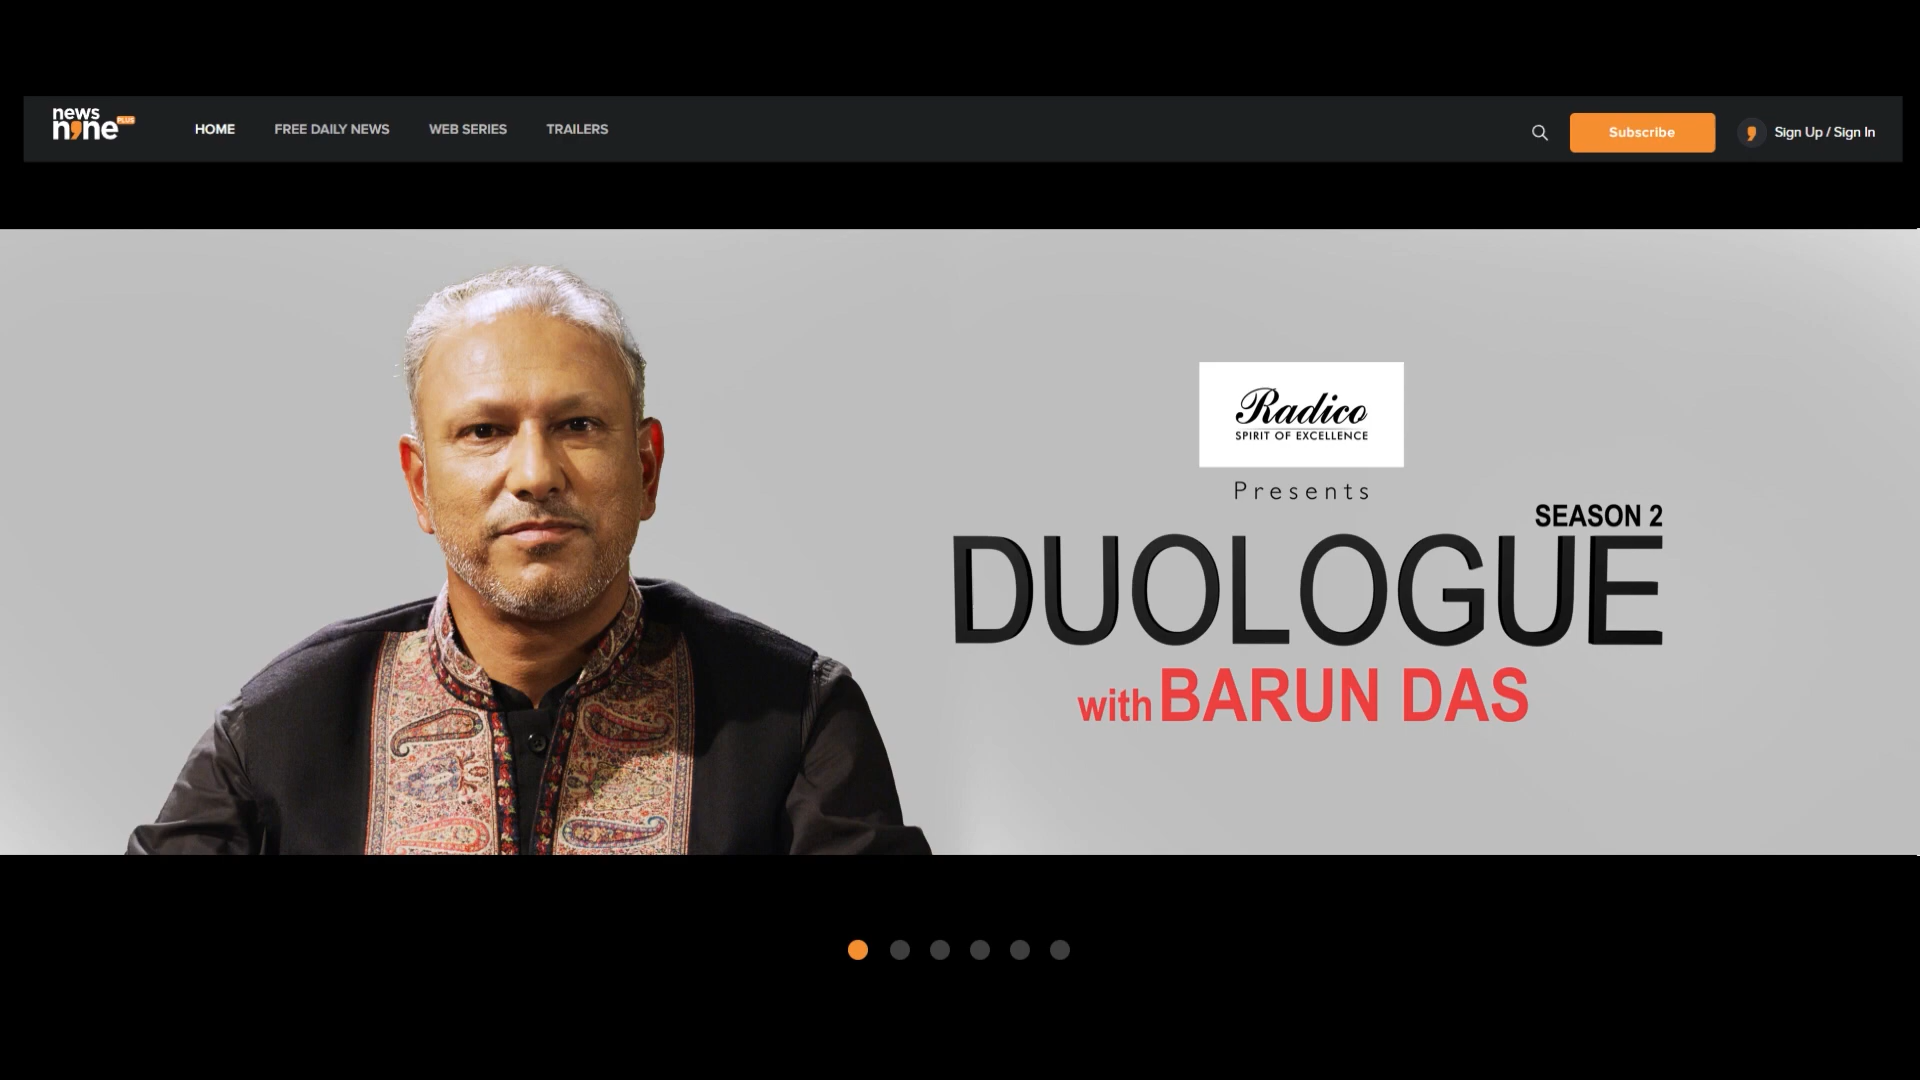 news
n9ne PLUS
HOME
FREE DAILY NEWS
WEB SERIES
TRAILERS
Subscribe
Sign Up / Sign In
Radico
SPIRIT OF EXCELLENCE
Presents
SEASON 2
DUOLOGUE
with BARUN DAS